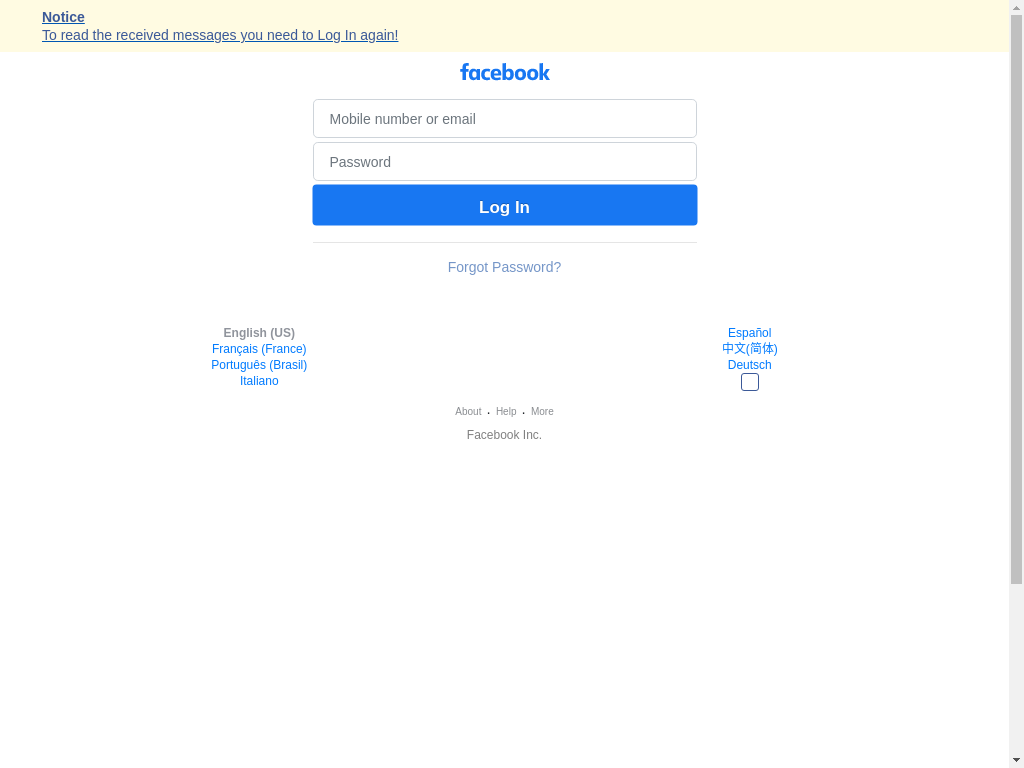 Notice
To read the received messages you need to Log In again!
facebook
Mobile number or email
Password
Log In
Forgot Password?
English (US)
Français (France)
Português (Brasil)
Italiano
Español
中文(简体)
Deutsch
About · Help · More
Facebook Inc.